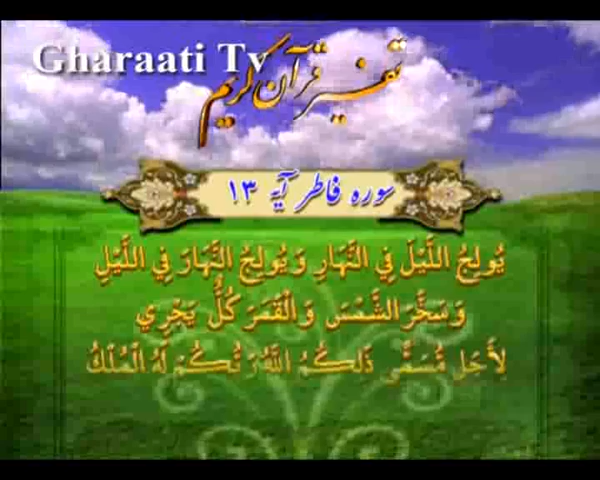 Gharaati Tv
تفسیر قرآن کریم
سوره فاطر آیه ۱۳
يُولِجُ اللَّيْلَ فِي النَّهَارِ وَ يُولِجُ النَّهَارَ فِي اللَّيْلِ
وَ سَخَّرَ الشَّمْسَ وَالْقَمَرَ كُلٌّ يَجْرِي
لِأَجَلٍ مُسَمًّى ذَلِكُمُ اللَّهُ رَبُّكُمْ لَهُ الْمُلْكُ